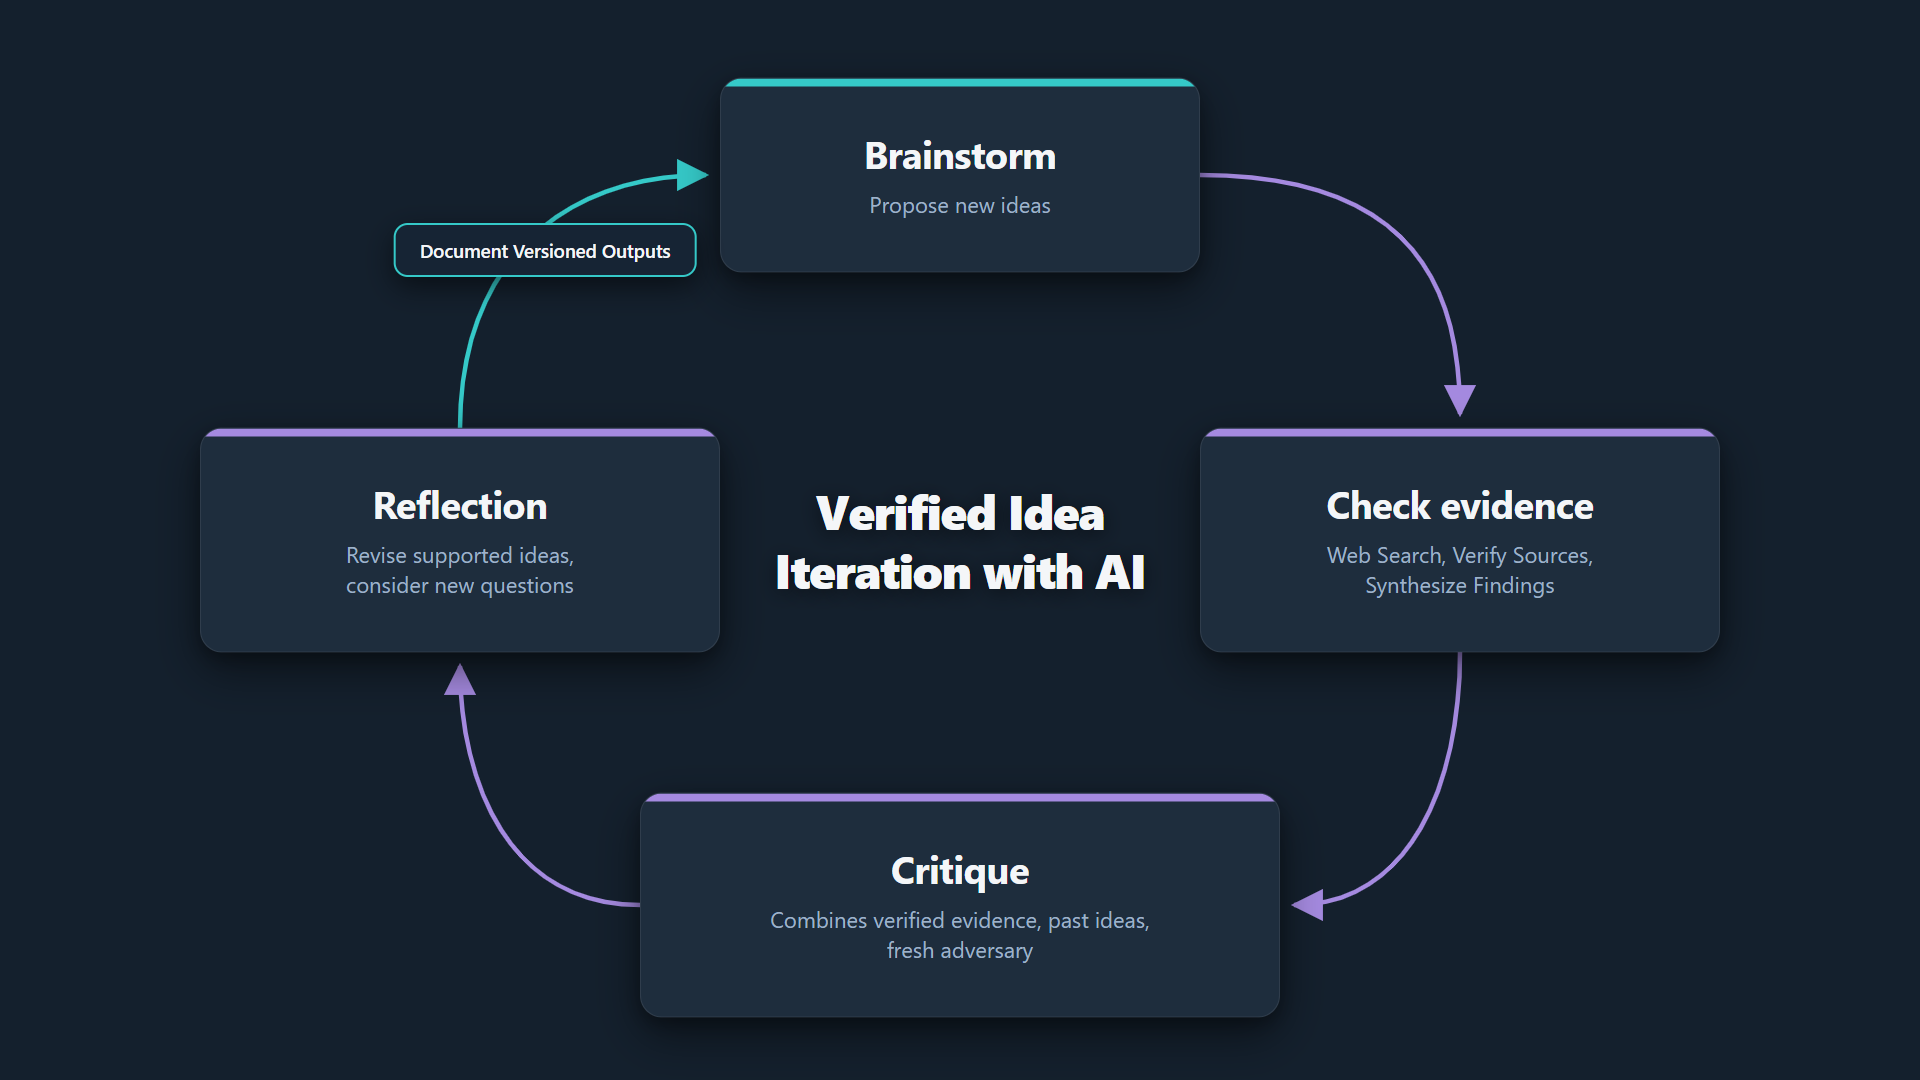 Brainstorm
Propose new ideas
Document Versioned Outputs
Reflection
Revise supported ideas,
consider new questions
Verified Idea
Iteration with AI
Check evidence
Web Search, Verify Sources,
Synthesize Findings
Critique
Combines verified evidence, past ideas,
fresh adversary